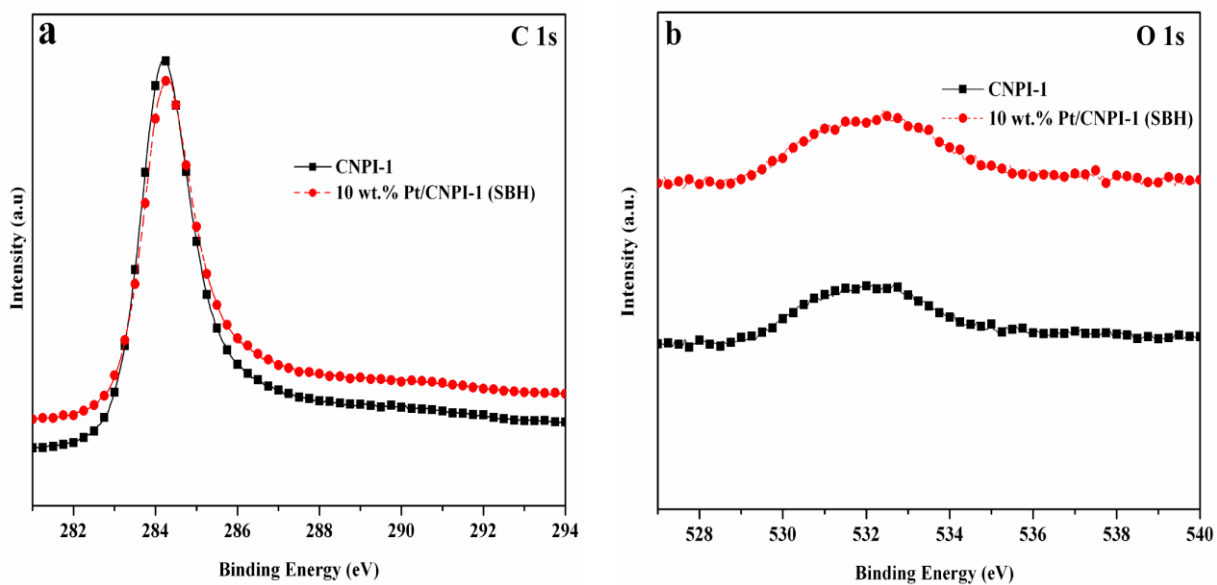 a
C 1s
CNPI-1
10 wt.% Pt/CNPI-1 (SBH)
Intensity (a.u)
282 284 286 288 290 292 294
Binding Energy (eV)
b
O 1s
CNPI-1
10 wt.% Pt/CNPI-1 (SBH)
Intensity (a.u.)
528 530 532 534 536 538 540
Binding Energy (eV)